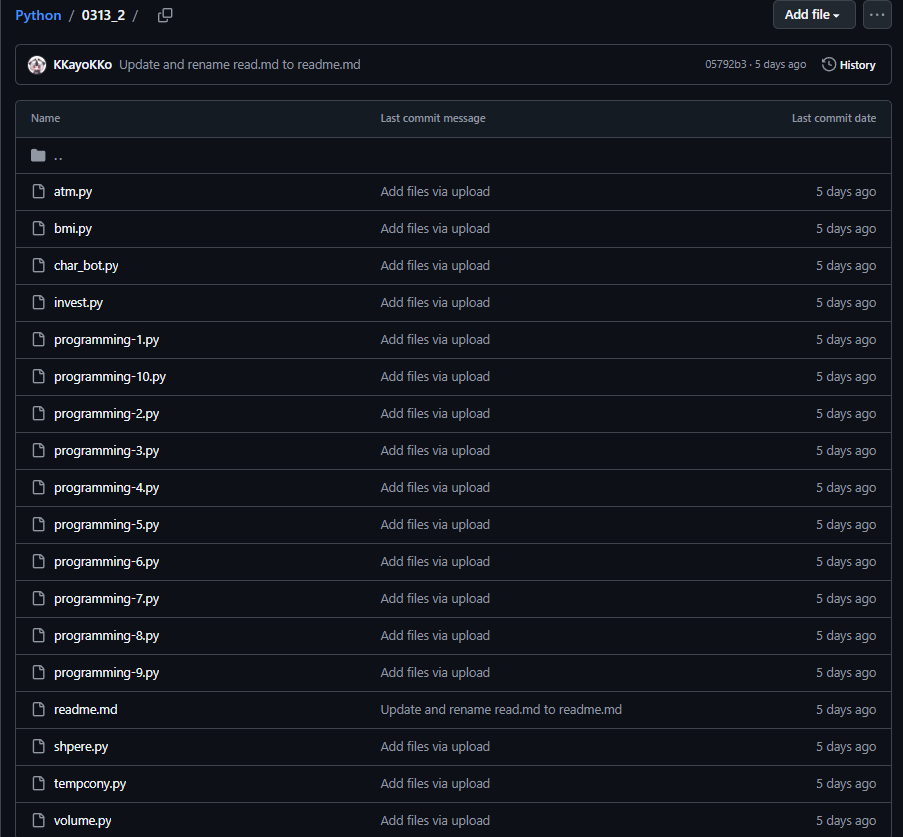 Python / 0313_2 /
Add file
KKayoKKo Update and rename read.md to readme.md 05792b3 · 5 days ago History
Name Last commit message Last commit date
..
atm.py Add files via upload 5 days ago
bmi.py Add files via upload 5 days ago
char_bot.py Add files via upload 5 days ago
invest.py Add files via upload 5 days ago
programming-1.py Add files via upload 5 days ago
programming-10.py Add files via upload 5 days ago
programming-2.py Add files via upload 5 days ago
programming-3.py Add files via upload 5 days ago
programming-4.py Add files via upload 5 days ago
programming-5.py Add files via upload 5 days ago
programming-6.py Add files via upload 5 days ago
programming-7.py Add files via upload 5 days ago
programming-8.py Add files via upload 5 days ago
programming-9.py Add files via upload 5 days ago
readme.md Update and rename read.md to readme.md 5 days ago
shpere.py Add files via upload 5 days ago
tempcony.py Add files via upload 5 days ago
volume.py Add files via upload 5 days ago